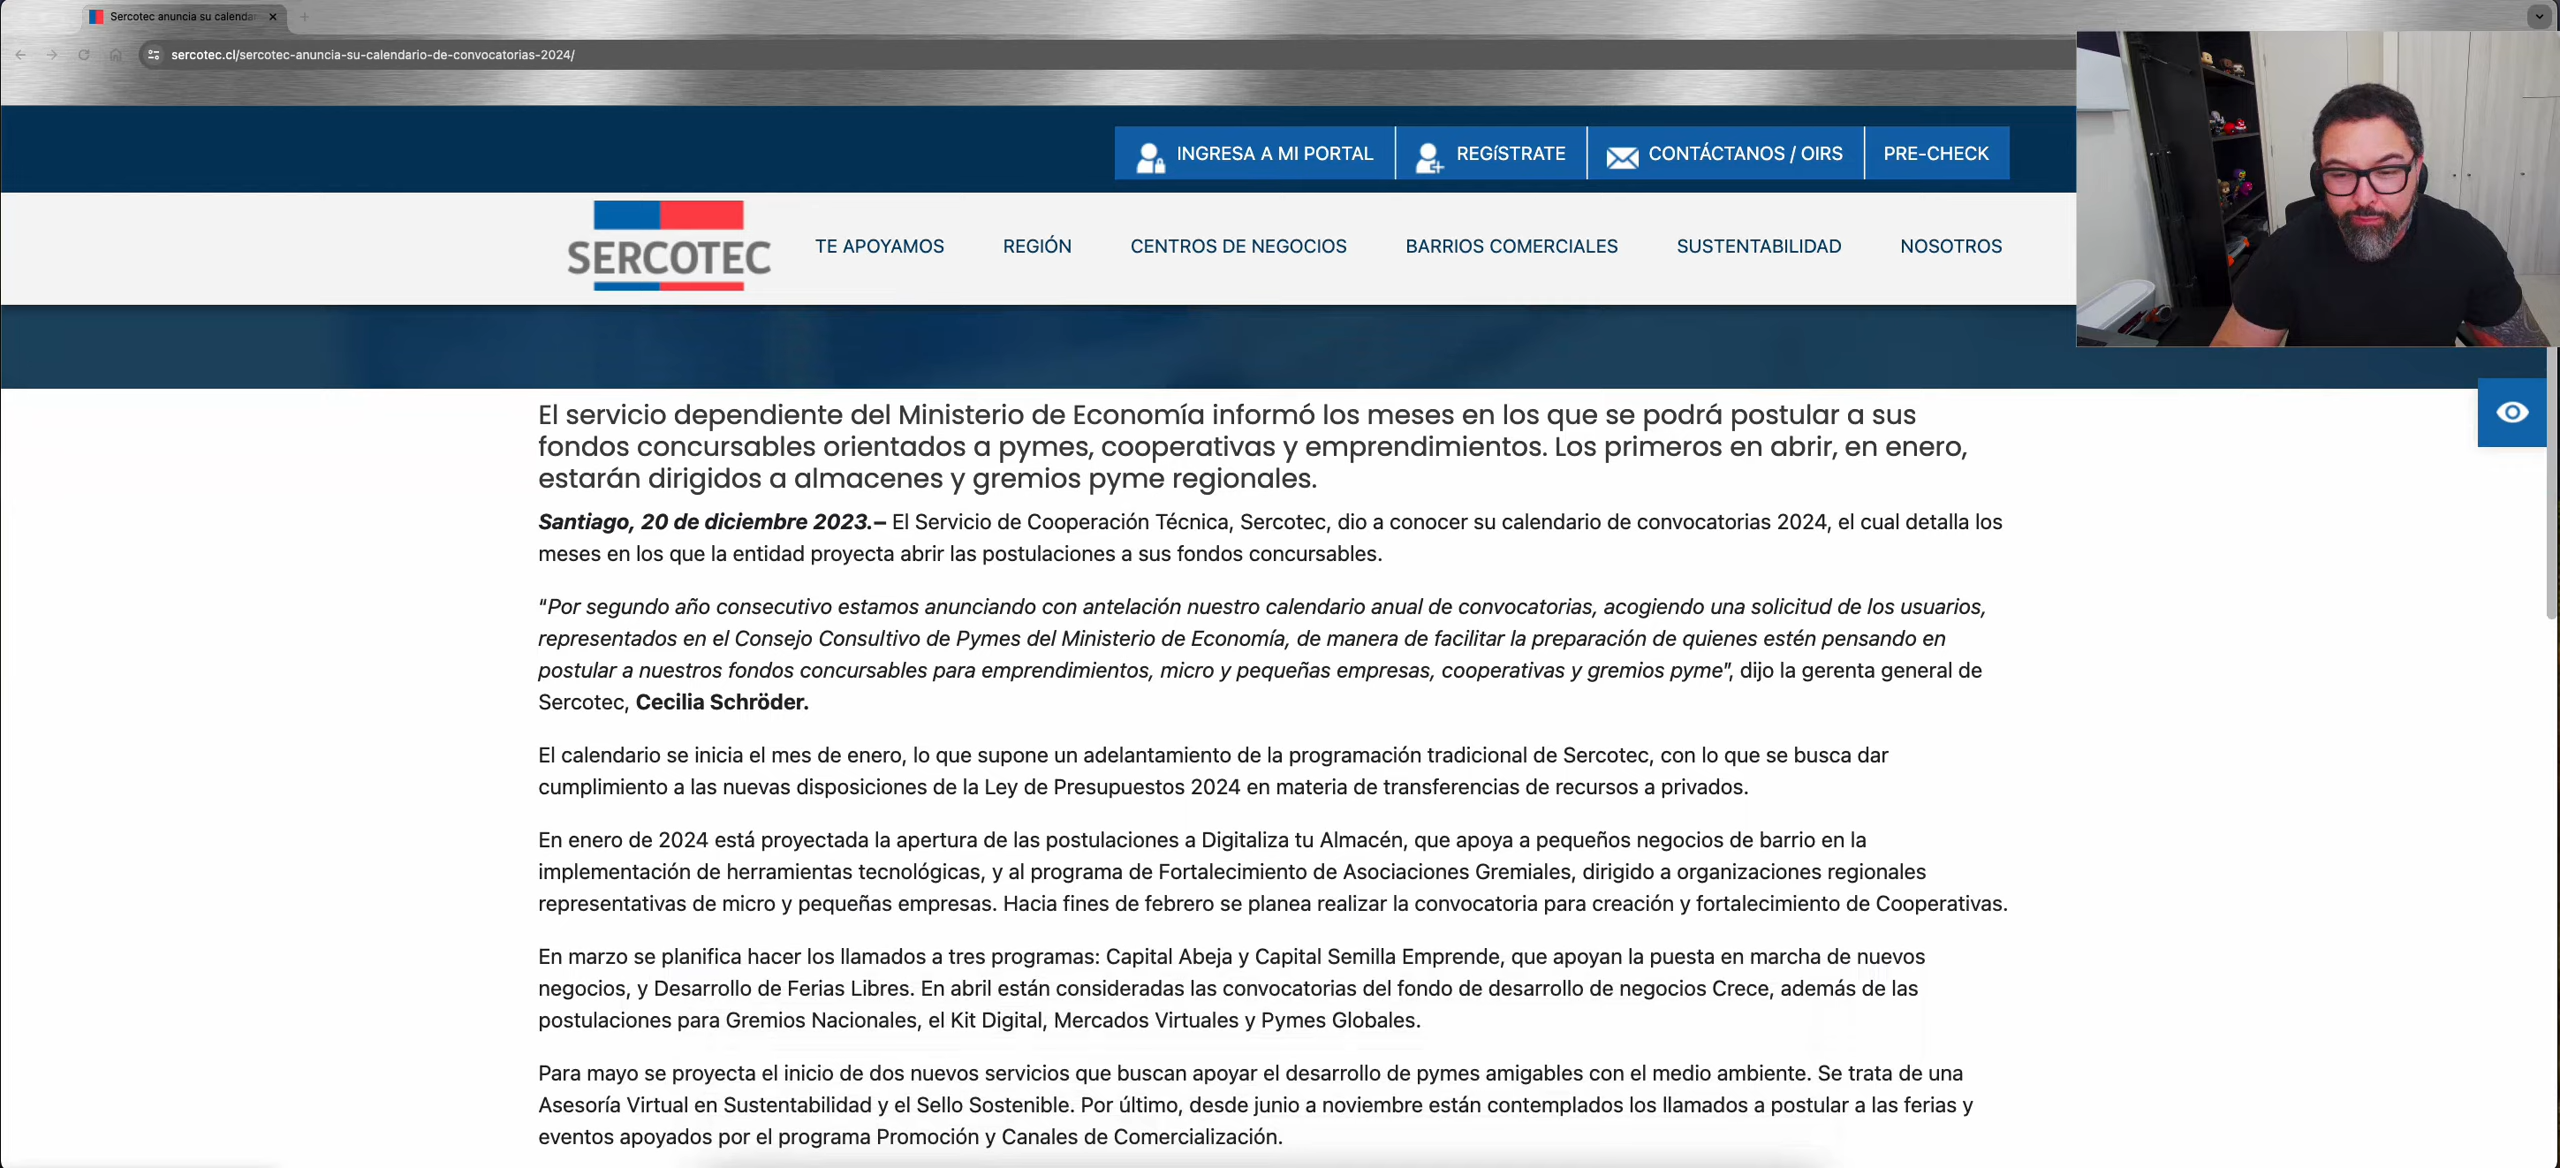 Sercotec anuncia su calenda
sercotec.cl/sercotec-anuncia-su-calendario-de-convocatorias-2024/
INGRESA A MI PORTAL
REGíSTRATE
CONTÁCTANOS / OIRS
PRE-CHECK
SERCOTEC
TE APOYAMOS
REGIÓN
CENTROS DE NEGOCIOS
BARRIOS COMERCIALES
SUSTENTABILIDAD
NOSOTROS
El servicio dependiente del Ministerio de Economía informó los meses en los que se podrá postular a sus
fondos concursables orientados a pymes, cooperativas y emprendimientos. Los primeros en abrir, en enero,
estarán dirigidos a almacenes y gremios pyme regionales.
Santiago, 20 de diciembre 2023.– El Servicio de Cooperación Técnica, Sercotec, dio a conocer su calendario de convocatorias 2024, el cual detalla los
meses en los que la entidad proyecta abrir las postulaciones a sus fondos concursables.
“Por segundo año consecutivo estamos anunciando con antelación nuestro calendario anual de convocatorias, acogiendo una solicitud de los usuarios,
representados en el Consejo Consultivo de Pymes del Ministerio de Economía, de manera de facilitar la preparación de quienes estén pensando en
postular a nuestros fondos concursables para emprendimientos, micro y pequeñas empresas, cooperativas y gremios pyme”, dijo la gerenta general de
Sercotec, Cecilia Schröder.
El calendario se inicia el mes de enero, lo que supone un adelantamiento de la programación tradicional de Sercotec, con lo que se busca dar
cumplimiento a las nuevas disposiciones de la Ley de Presupuestos 2024 en materia de transferencias de recursos a privados.
En enero de 2024 está proyectada la apertura de las postulaciones a Digitaliza tu Almacén, que apoya a pequeños negocios de barrio en la
implementación de herramientas tecnológicas, y al programa de Fortalecimiento de Asociaciones Gremiales, dirigido a organizaciones regionales
representativas de micro y pequeñas empresas. Hacia fines de febrero se planea realizar la convocatoria para creación y fortalecimiento de Cooperativas.
En marzo se planifica hacer los llamados a tres programas: Capital Abeja y Capital Semilla Emprende, que apoyan la puesta en marcha de nuevos
negocios, y Desarrollo de Ferias Libres. En abril están consideradas las convocatorias del fondo de desarrollo de negocios Crece, además de las
postulaciones para Gremios Nacionales, el Kit Digital, Mercados Virtuales y Pymes Globales.
Para mayo se proyecta el inicio de dos nuevos servicios que buscan apoyar el desarrollo de pymes amigables con el medio ambiente. Se trata de una
Asesoría Virtual en Sustentabilidad y el Sello Sostenible. Por último, desde junio a noviembre están contemplados los llamados a postular a las ferias y
eventos apoyados por el programa Promoción y Canales de Comercialización.